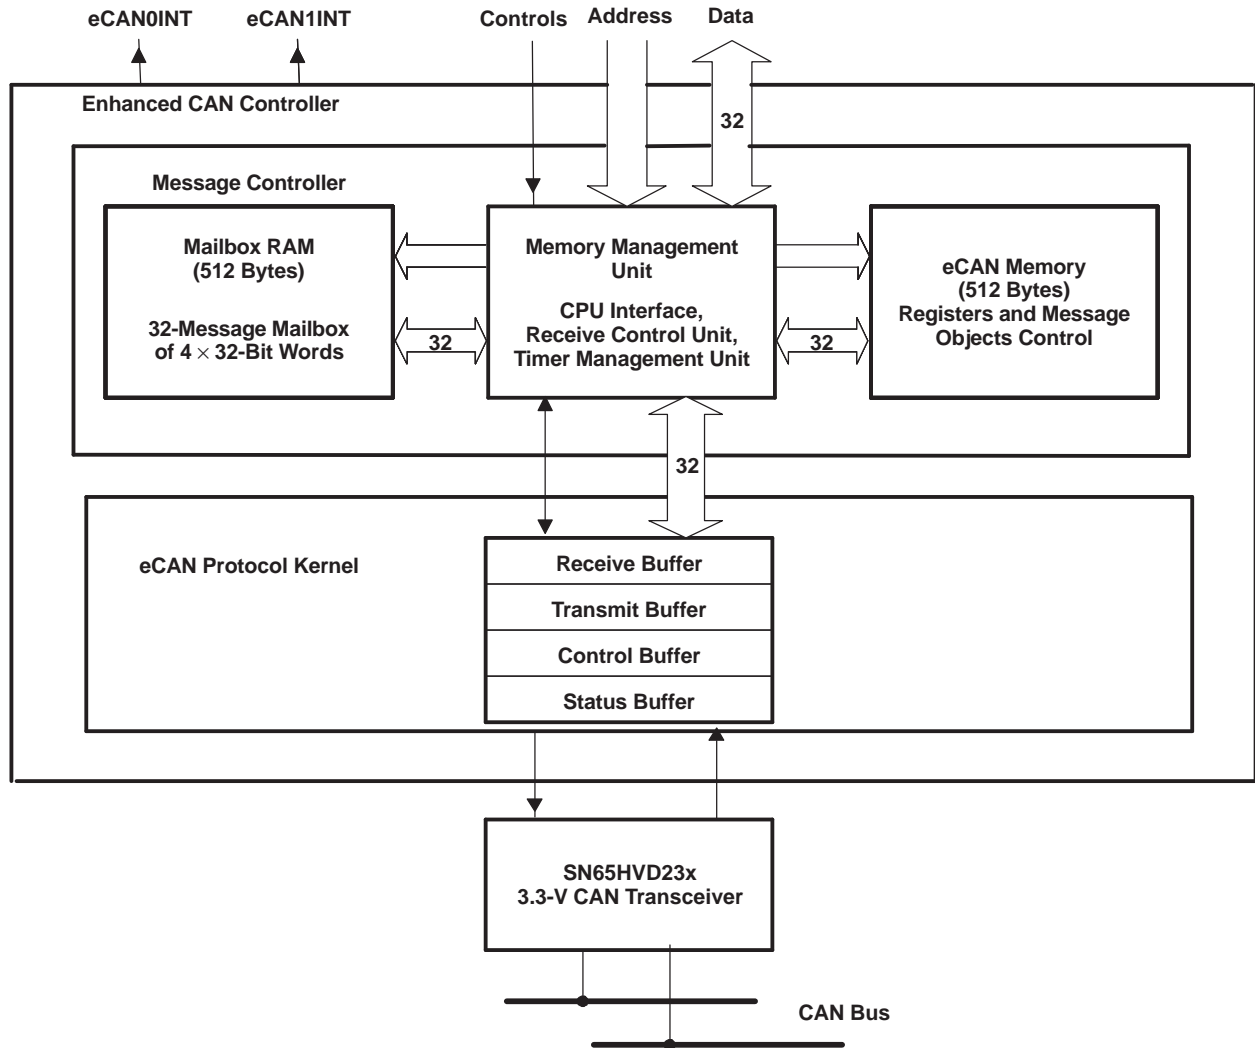 eCAN0INT
eCAN1INT
Controls
Address
Data
Enhanced CAN Controller
32
Message Controller
Mailbox RAM
(512 Bytes)
32-Message Mailbox
of 4 × 32-Bit Words
32
Memory Management
Unit
CPU Interface,
Receive Control Unit,
Timer Management Unit
32
eCAN Memory
(512 Bytes)
Registers and Message
Objects Control
32
eCAN Protocol Kernel
Receive Buffer
Transmit Buffer
Control Buffer
Status Buffer
SN65HVD23x
3.3-V CAN Transceiver
CAN Bus